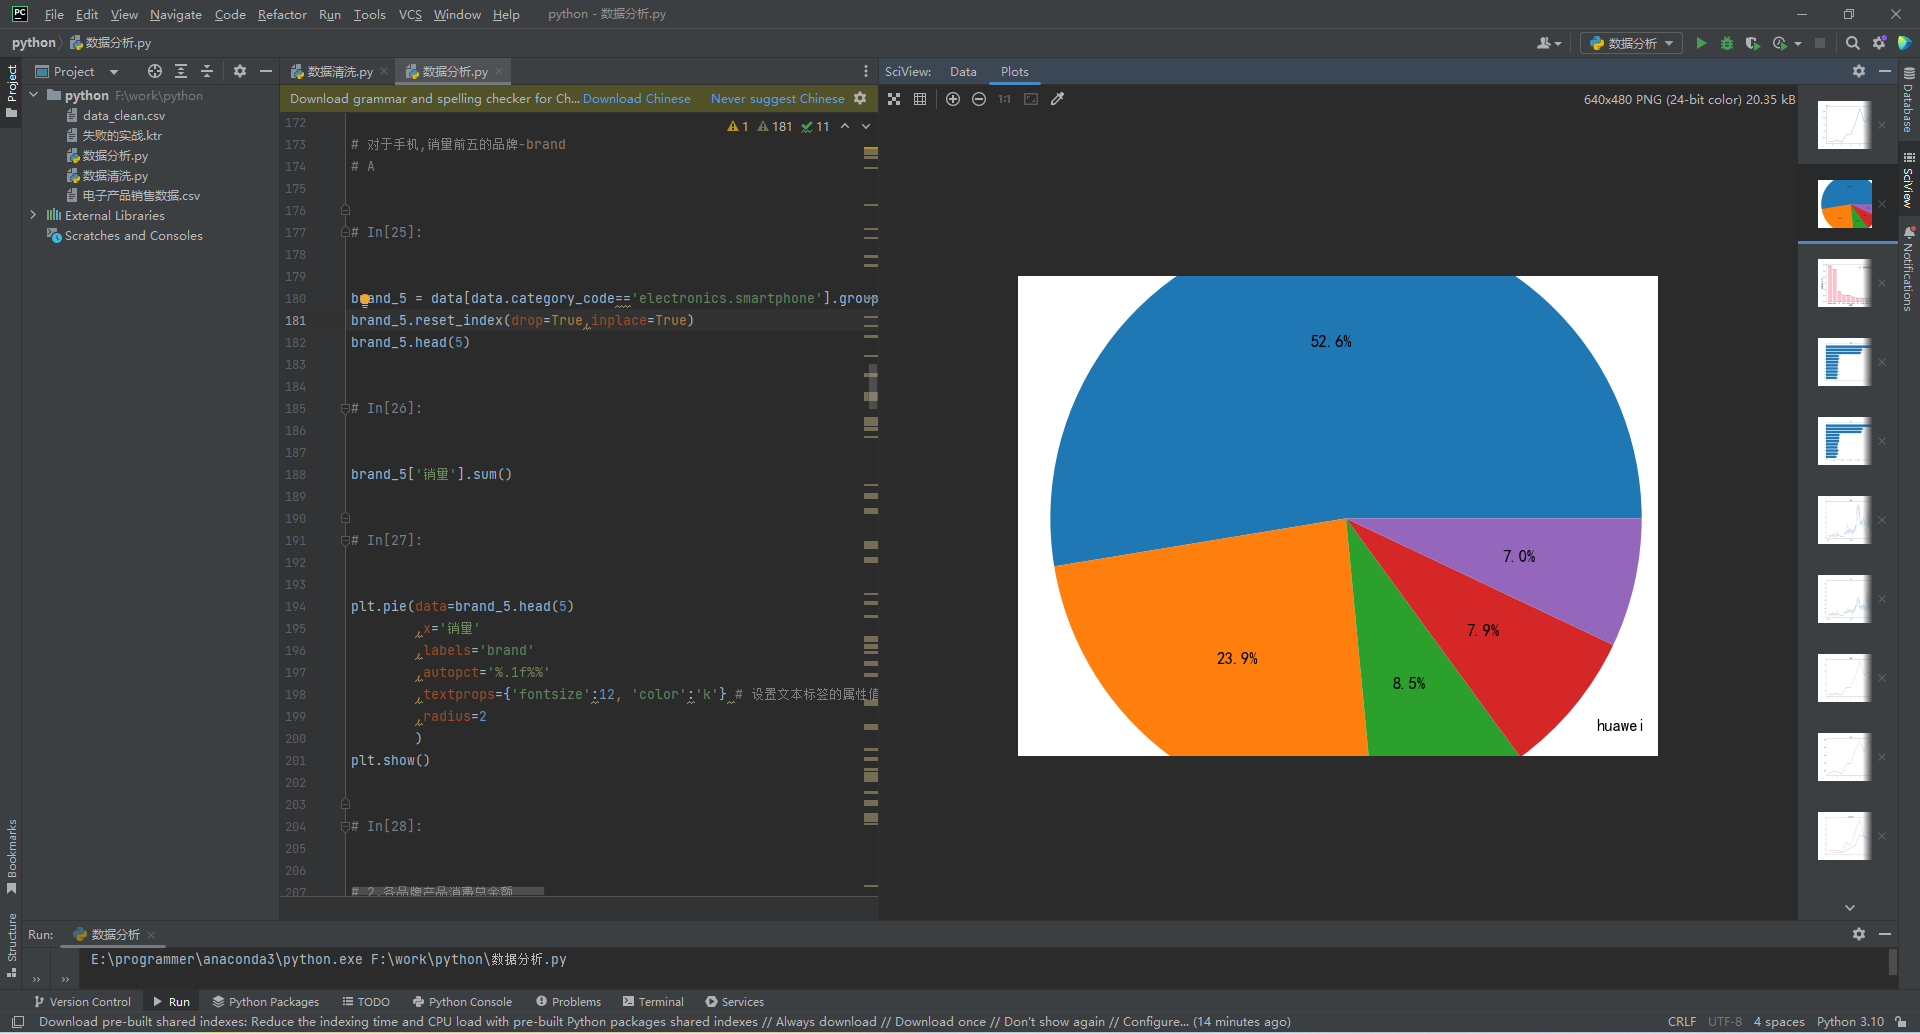 PC File Edit View Navigate Code Refactor Run Tools VCS Window Help python - 数据分析.py
python 数据分析.py 数据分析
Project 数据清洗.py 数据分析.py SciView: Data Plots
python F:\work\python
data_clean.csv
失败的实战.ktr
数据分析.py
数据清洗.py
电子产品销售数据.csv
External Libraries
Scratches and Consoles
Download grammar and spelling checker for Ch... Download Chinese Never suggest Chinese
1:1 640x480 PNG (24-bit color) 20.35 kB
1 181 11
172
173 # 对于手机,销量前五的品牌-brand
174 # A
175
176
177 # In[25]:
178
179
180 brand_5 = data[data.category_code=='electronics.smartphone'].group
181 brand_5.reset_index(drop=True,inplace=True)
182 brand_5.head(5)
183
184
185 # In[26]:
186
187
188 brand_5['销量'].sum()
189
190
191 # In[27]:
192
193
194 plt.pie(data=brand_5.head(5)
195 ,x='销量'
196 ,labels='brand'
197 ,autopct='%.1f%%'
198 ,textprops={'fontsize':12, 'color':'k'} # 设置文本标签的属性值
199 ,radius=2
200 )
201 plt.show()
202
203
204 # In[28]:
205
206
207 # 2.各品牌产品消费总金额
52.6%
7.0%
7.9%
23.9%
8.5%
huawei
Project
Bookmarks
Structure
Database
SciView
Notifications
Run: 数据分析
E:\programmer\anaconda3\python.exe F:\work\python\数据分析.py
Version Control Run Python Packages TODO Python Console Problems Terminal Services
Download pre-built shared indexes: Reduce the indexing time and CPU load with pre-built Python packages shared indexes // Always download // Download once // Don't show again // Configure... (14 minutes ago) CRLF UTF-8 4 spaces Python 3.10